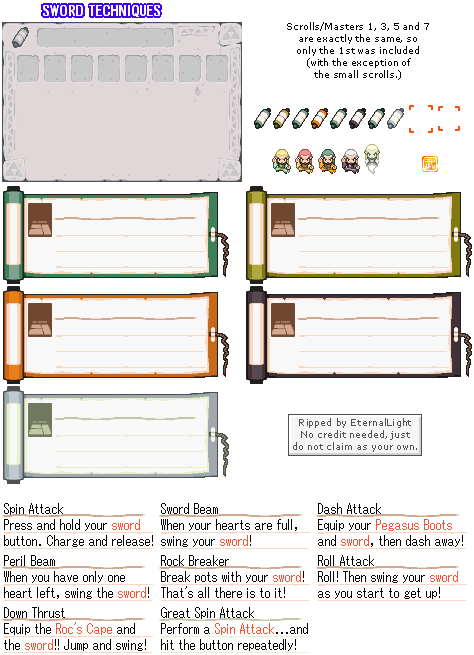 SWORD TECHNIQUES
Scrolls/Masters 1, 3, 5 and 7
are exactly the same, so
only the 1st was included
(with the exception of
the small scrolls.)
Ripped by EternalLight
No credit needed, just
do not claim as your own.
Spin Attack
Press and hold your sword
button. Charge and release!
Sword Beam
When your hearts are full,
swing your sword!
Dash Attack
Equip your Pegasus Boots
and sword, then dash away!
Peril Beam
When you have only one
heart left, swing the sword!
Rock Breaker
Break pots with your sword!
That's all there is to it!
Roll Attack
Roll! Then swing your sword
as you start to get up!
Down Thrust
Equip the Roc's Cape and
the sword!! Jump and swing!
Great Spin Attack
Perform a Spin Attack...and
hit the button repeatedly!